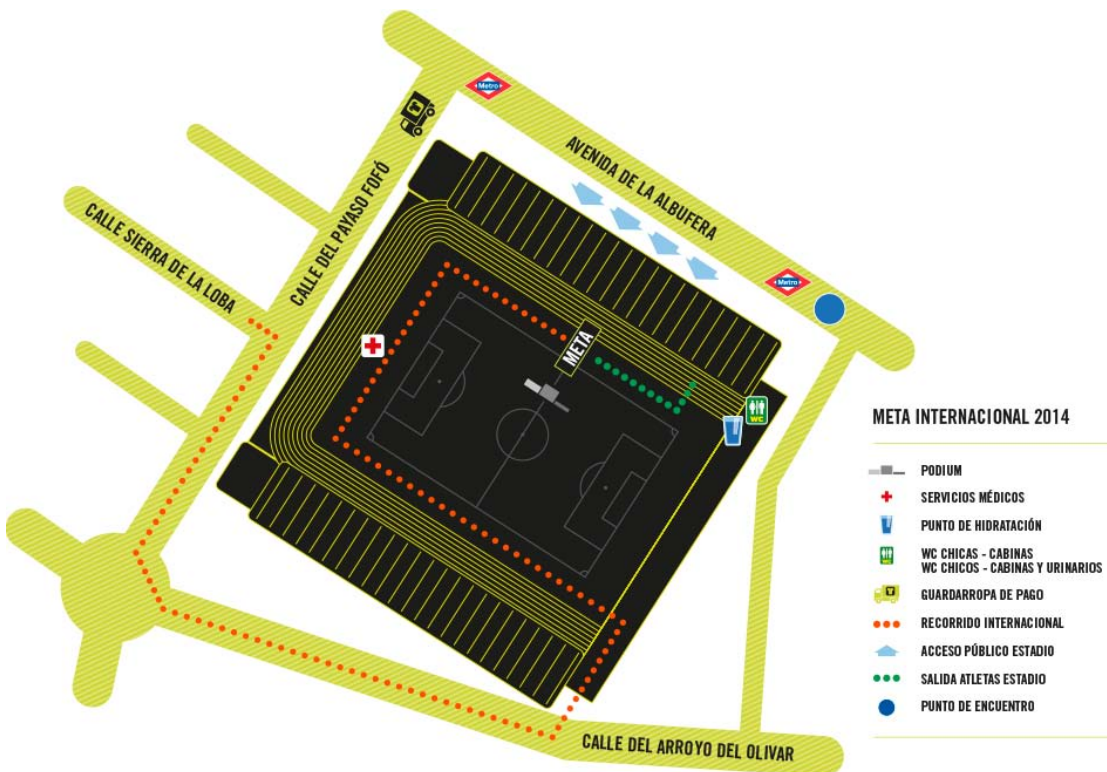 Metro
AVENIDA DE LA ALBUFERA
CALLE DEL PAYASO FOFÓ
CALLE SIERRA DE LA LOBA
Metro
META
WC
CALLE DEL ARROYO DEL OLIVAR
META INTERNACIONAL 2014
PODIUM
SERVICIOS MÉDICOS
PUNTO DE HIDRATACIÓN
WC CHICAS - CABINAS
WC CHICOS - CABINAS Y URINARIOS
GUARDARROPA DE PAGO
RECORRIDO INTERNACIONAL
ACCESO PÚBLICO ESTADIO
SALIDA ATLETAS ESTADIO
PUNTO DE ENCUENTRO